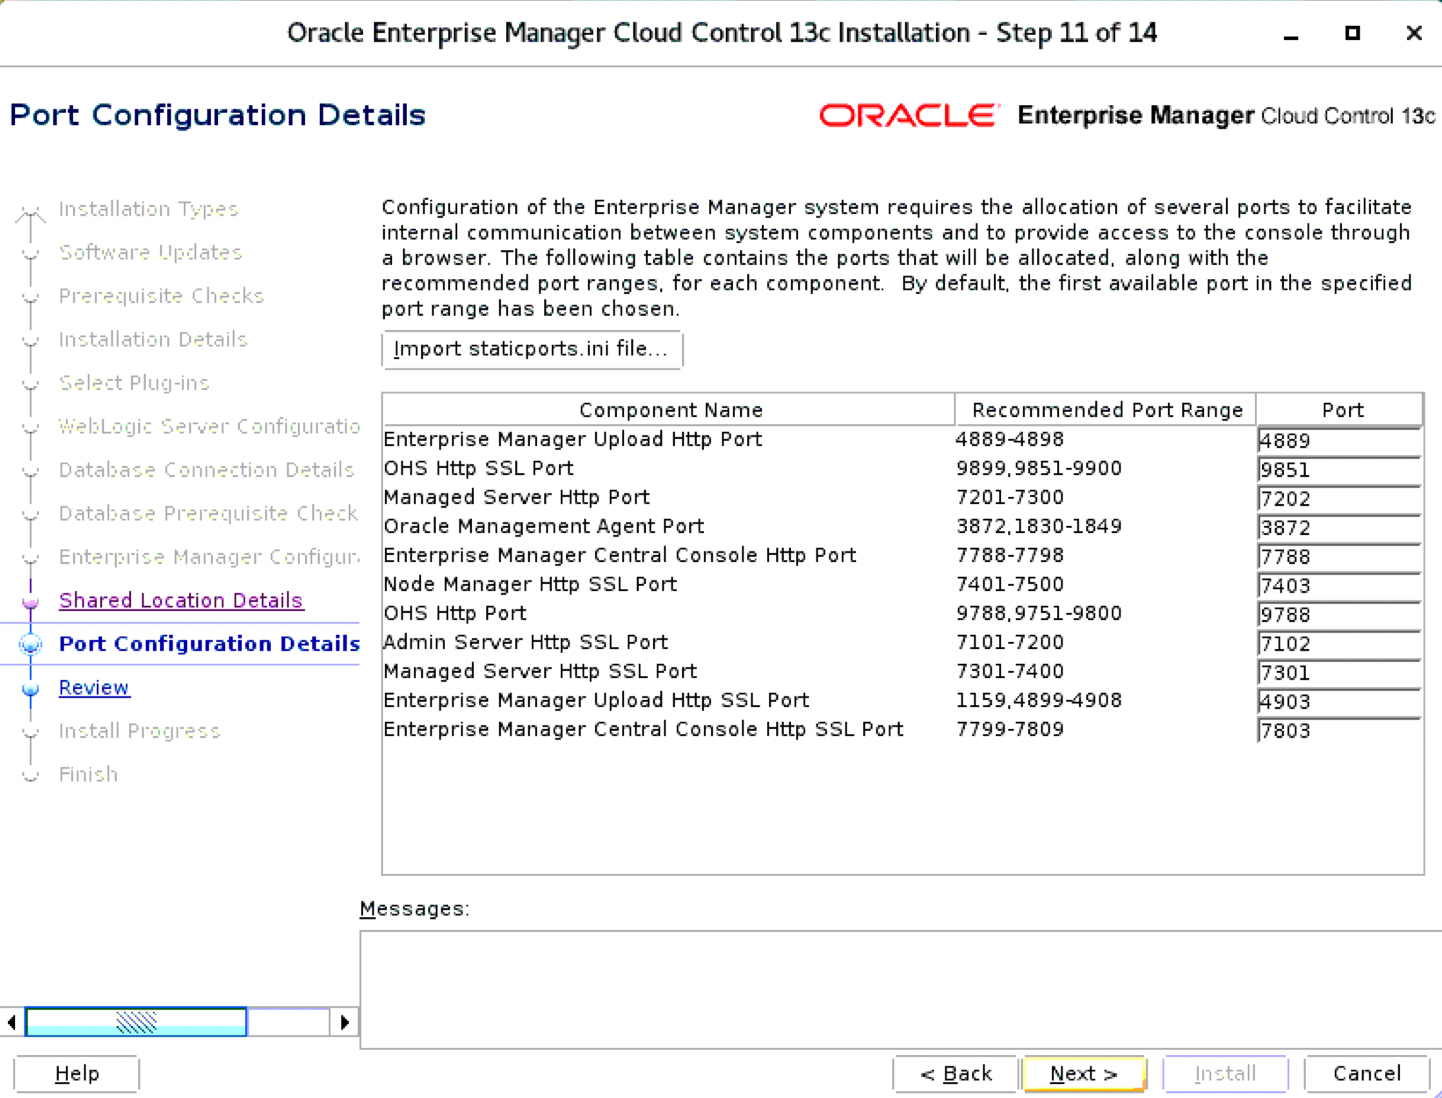 Oracle Enterprise Manager Cloud Control 13c Installation - Step 11 of 14
Port Configuration Details
ORACLE Enterprise Manager Cloud Control 13c
Installation Types
Software Updates
Prerequisite Checks
Installation Details
Select Plug-ins
WebLogic Server Configuratio
Database Connection Details
Database Prerequisite Check
Enterprise Manager Configur
Shared Location Details
Port Configuration Details
Review
Install Progress
Finish
Configuration of the Enterprise Manager system requires the allocation of several ports to facilitate
internal communication between system components and to provide access to the console through
a browser. The following table contains the ports that will be allocated, along with the
recommended port ranges, for each component. By default, the first available port in the specified
port range has been chosen.
Import staticports.ini file...
Component Name Recommended Port Range Port
Enterprise Manager Upload Http Port 4889-4898 4889
OHS Http SSL Port 9899,9851-9900 9851
Managed Server Http Port 7201-7300 7202
Oracle Management Agent Port 3872,1830-1849 3872
Enterprise Manager Central Console Http Port 7788-7798 7788
Node Manager Http SSL Port 7401-7500 7403
OHS Http Port 9788,9751-9800 9788
Admin Server Http SSL Port 7101-7200 7102
Managed Server Http SSL Port 7301-7400 7301
Enterprise Manager Upload Http SSL Port 1159,4899-4908 4903
Enterprise Manager Central Console Http SSL Port 7799-7809 7803
Messages:
Help
< Back
Next >
Install
Cancel